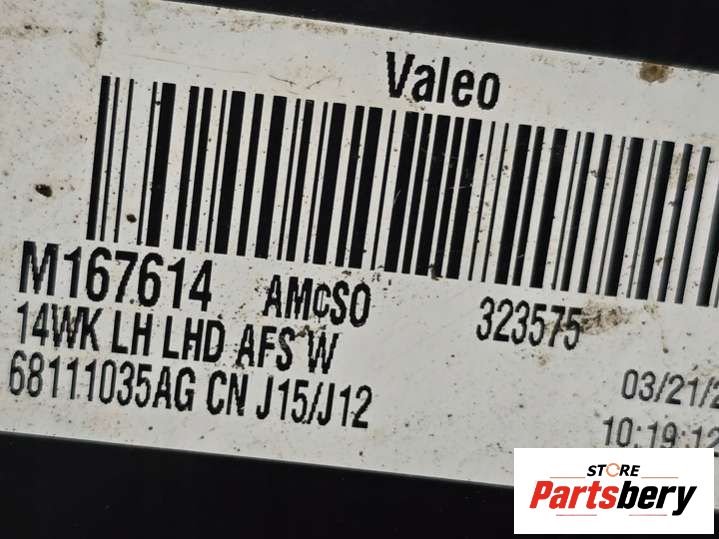 Valeo
M167614 AMCSO 323575
14WK LH LHD AFS W
68111035AG CN J15/J12 03/21/2
10:19:12
STORE
Partsbery